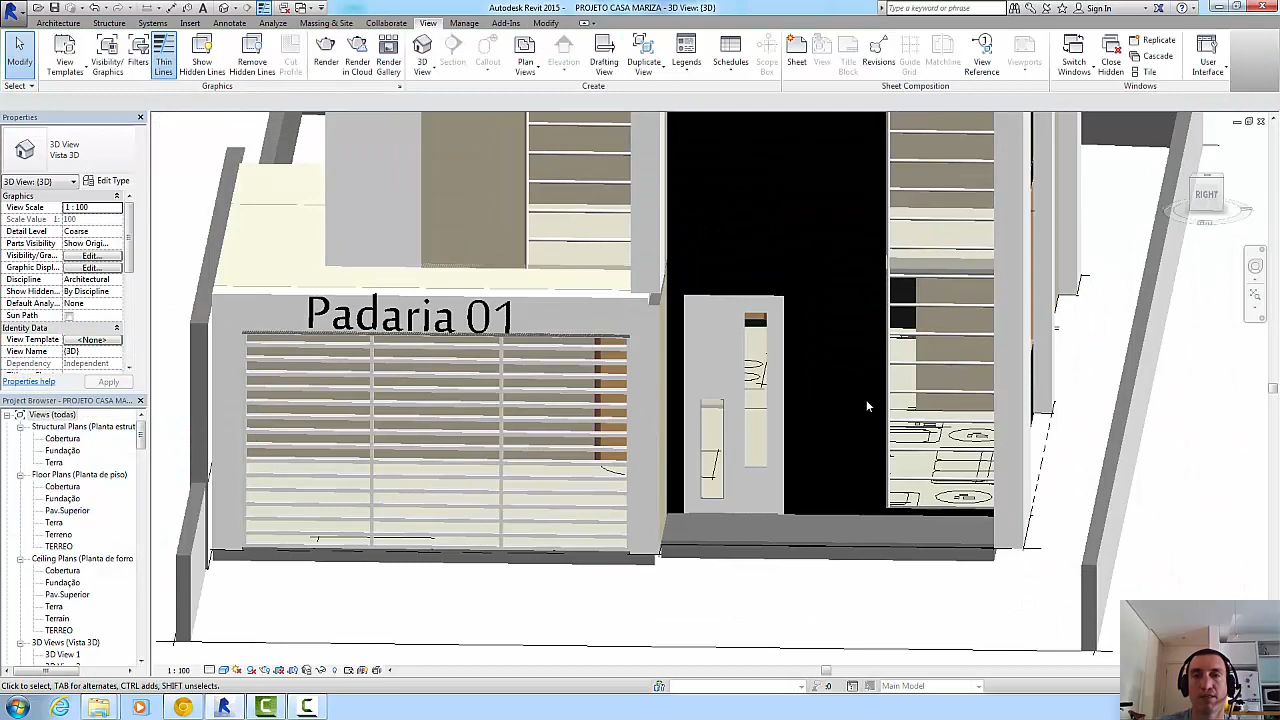 Autodesk Revit 2015 - PROJETO CASA MARIZA - 3D View: {3D}
Type a keyword or phrase
Sign In
Architecture Structure Systems Insert Annotate Analyze Massing & Site Collaborate View Manage Add-Ins Modify
Modify
View Templates
Visibility/ Graphics
Filters
Thin Lines
Show Hidden Lines
Remove Hidden Lines
Cut Profile
Render
Render in Cloud
Render Gallery
3D View
Section
Callout
Plan Views
Elevation
Drafting View
Duplicate View
Legends
Schedules
Scope Box
Sheet
View
Title Block
Revisions
Guide Grid
Matchline
View Reference
Viewports
Switch Windows
Close Hidden
Replicate
Cascade
Tile
User Interface
Select
Graphics
Create
Sheet Composition
Windows
Properties
3D View
Vista 3D
3D View: {3D}
Edit Type
Graphics
View Scale 1 : 100
Scale Value 1: 100
Detail Level Coarse
Parts Visibility Show Origi...
Visibility/Gra... Edit...
Graphic Displ... Edit...
Discipline Architectural
Show Hidden... By Discipline
Default Analy... None
Sun Path
Identity Data
View Template <None>
View Name {3D}
Dependency Independent
Properties help
Apply
Project Browser - PROJETO CASA MA...
Views (todas)
Structural Plans (Planta estrut
Cobertura
Fundação
Terra
Floor Plans (Planta de piso)
Cobertura
Fundação
Pav.Superior
Terra
Terreno
TERREO
Ceiling Plans (Planta de forro
Cobertura
Fundação
Pav.Superior
Terra
Terrain
TERREO
3D Views (Vista 3D)
3D View 1
Padaria 01
RIGHT
1 : 100
Click to select, TAB for alternates, CTRL adds, SHIFT unselects.
:0
Main Model